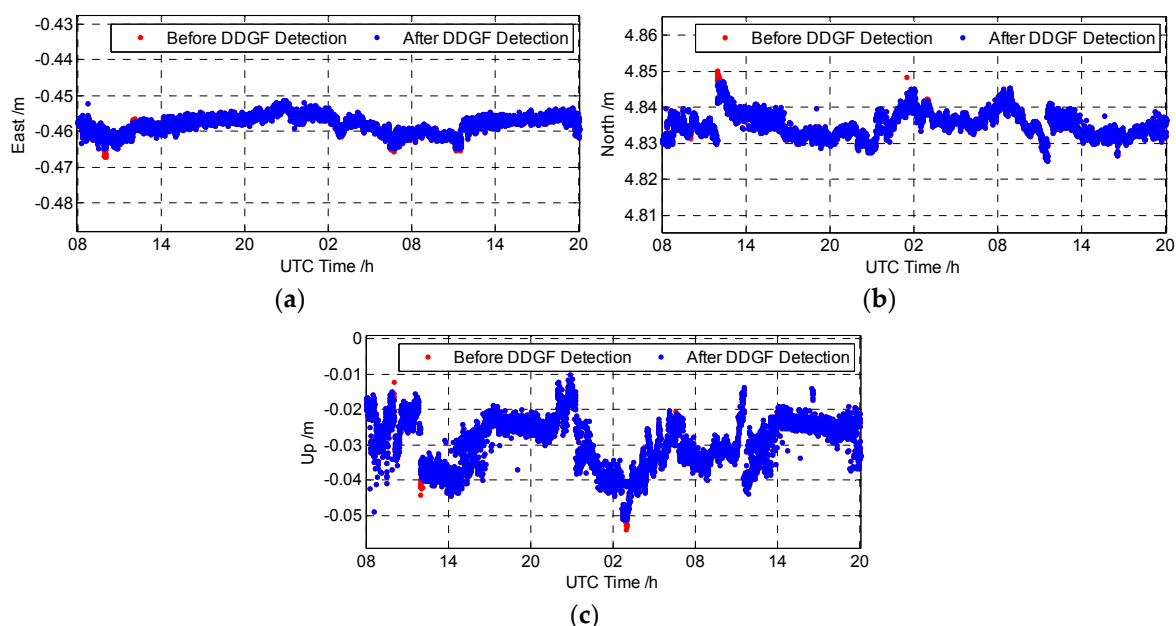 -0.43
-0.44
-0.45
-0.46
-0.47
-0.48
East /m
Before DDGF Detection After DDGF Detection
08 14 20 02 08 14 20
UTC Time /h
(a)
4.86
4.85
4.84
4.83
4.82
4.81
North /m
Before DDGF Detection After DDGF Detection
08 14 20 02 08 14 20
UTC Time /h
(b)
0
-0.01
-0.02
-0.03
-0.04
-0.05
Up /m
Before DDGF Detection After DDGF Detection
08 14 20 02 08 14 20
UTC Time /h
(c)